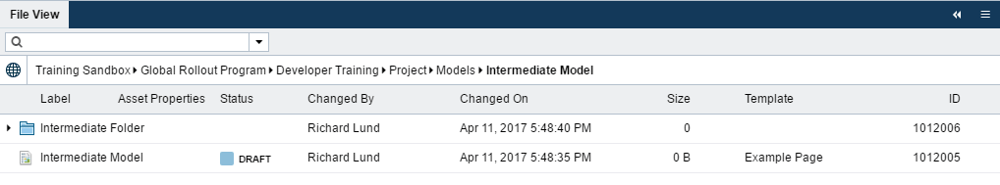 File View
Training Sandbox Global Rollout Program Developer Training Project Models Intermediate Model
Label Asset Properties Status Changed By Changed On Size Template ID
Intermediate Folder Richard Lund Apr 11, 2017 5:48:40 PM 0 1012006
Intermediate Model DRAFT Richard Lund Apr 11, 2017 5:48:35 PM 0 B Example Page 1012005